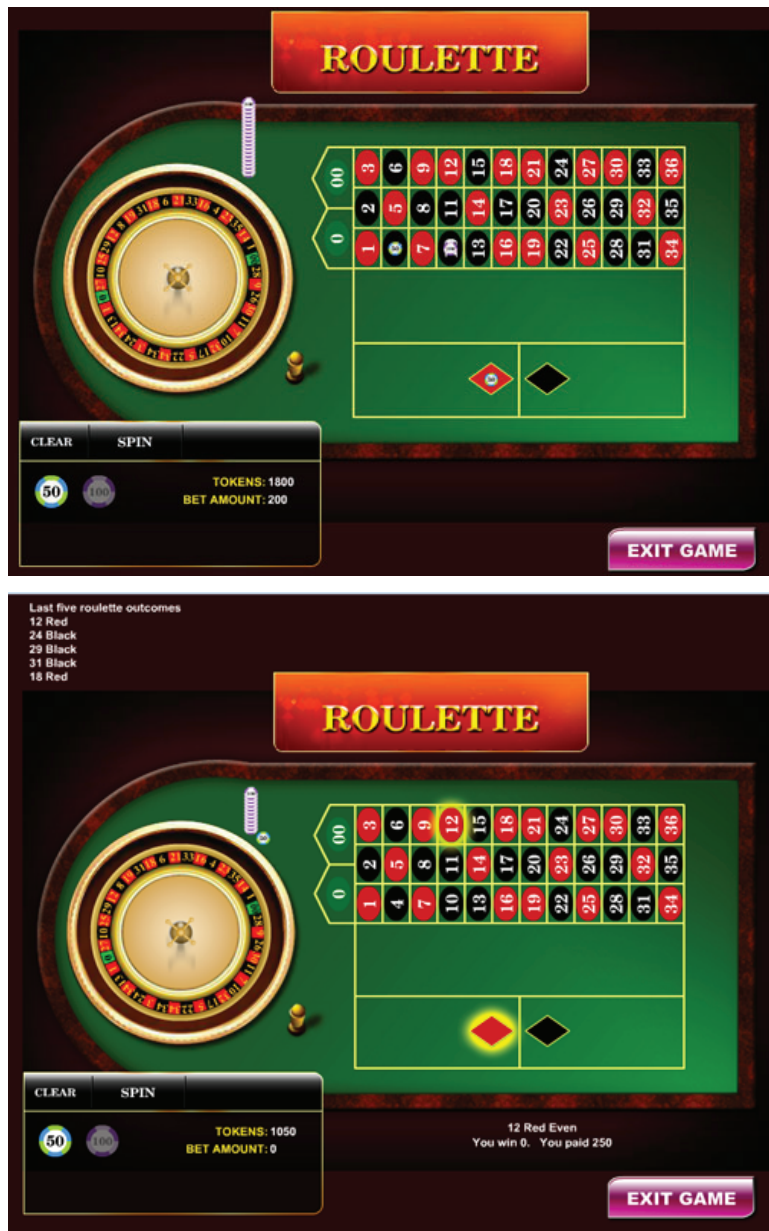 ROULETTE
00 3 6 9 12 15 18 21 24 27 30 33 36
2 5 8 11 14 17 20 23 26 29 32 35
0 1 7 13 16 19 22 25 28 31 34
CLEAR SPIN
50 100 TOKENS: 1800
BET AMOUNT: 200
EXIT GAME
Last five roulette outcomes
12 Red
24 Black
29 Black
31 Black
18 Red
ROULETTE
00 3 6 9 12 15 18 21 24 27 30 33 36
2 5 8 11 14 17 20 23 26 29 32 35
0 1 4 7 10 13 16 19 22 25 28 31 34
CLEAR SPIN
50 100 TOKENS: 1050
BET AMOUNT: 0
12 Red Even
You win 0. You paid 250
EXIT GAME